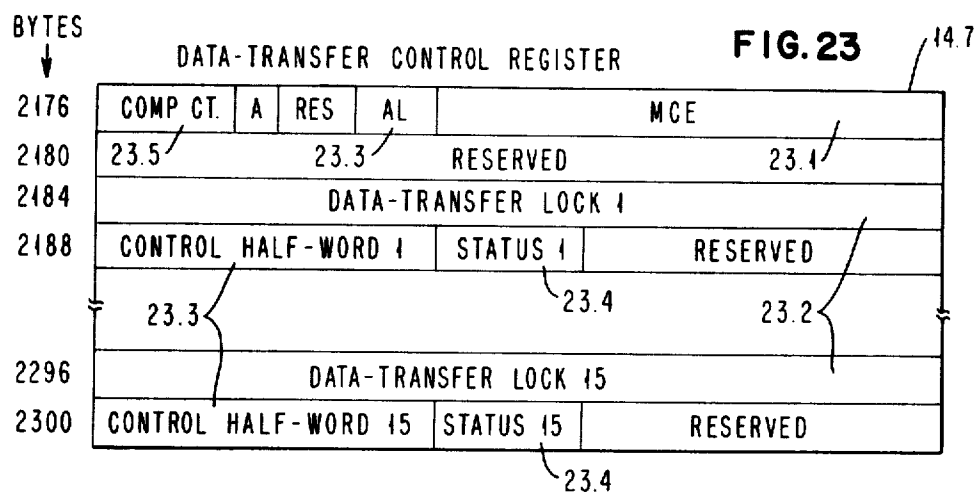 BYTES
DATA-TRANSFER CONTROL REGISTER
FIG. 23
14.7
2176 COMP CT. A RES AL MCE
23.5 23.3 23.1
2180 RESERVED
2184 DATA-TRANSFER LOCK 1
2188 CONTROL HALF-WORD 1 STATUS 1 RESERVED
23.3 23.4 23.2
2296 DATA-TRANSFER LOCK 15
2300 CONTROL HALF-WORD 15 STATUS 15 RESERVED
23.4